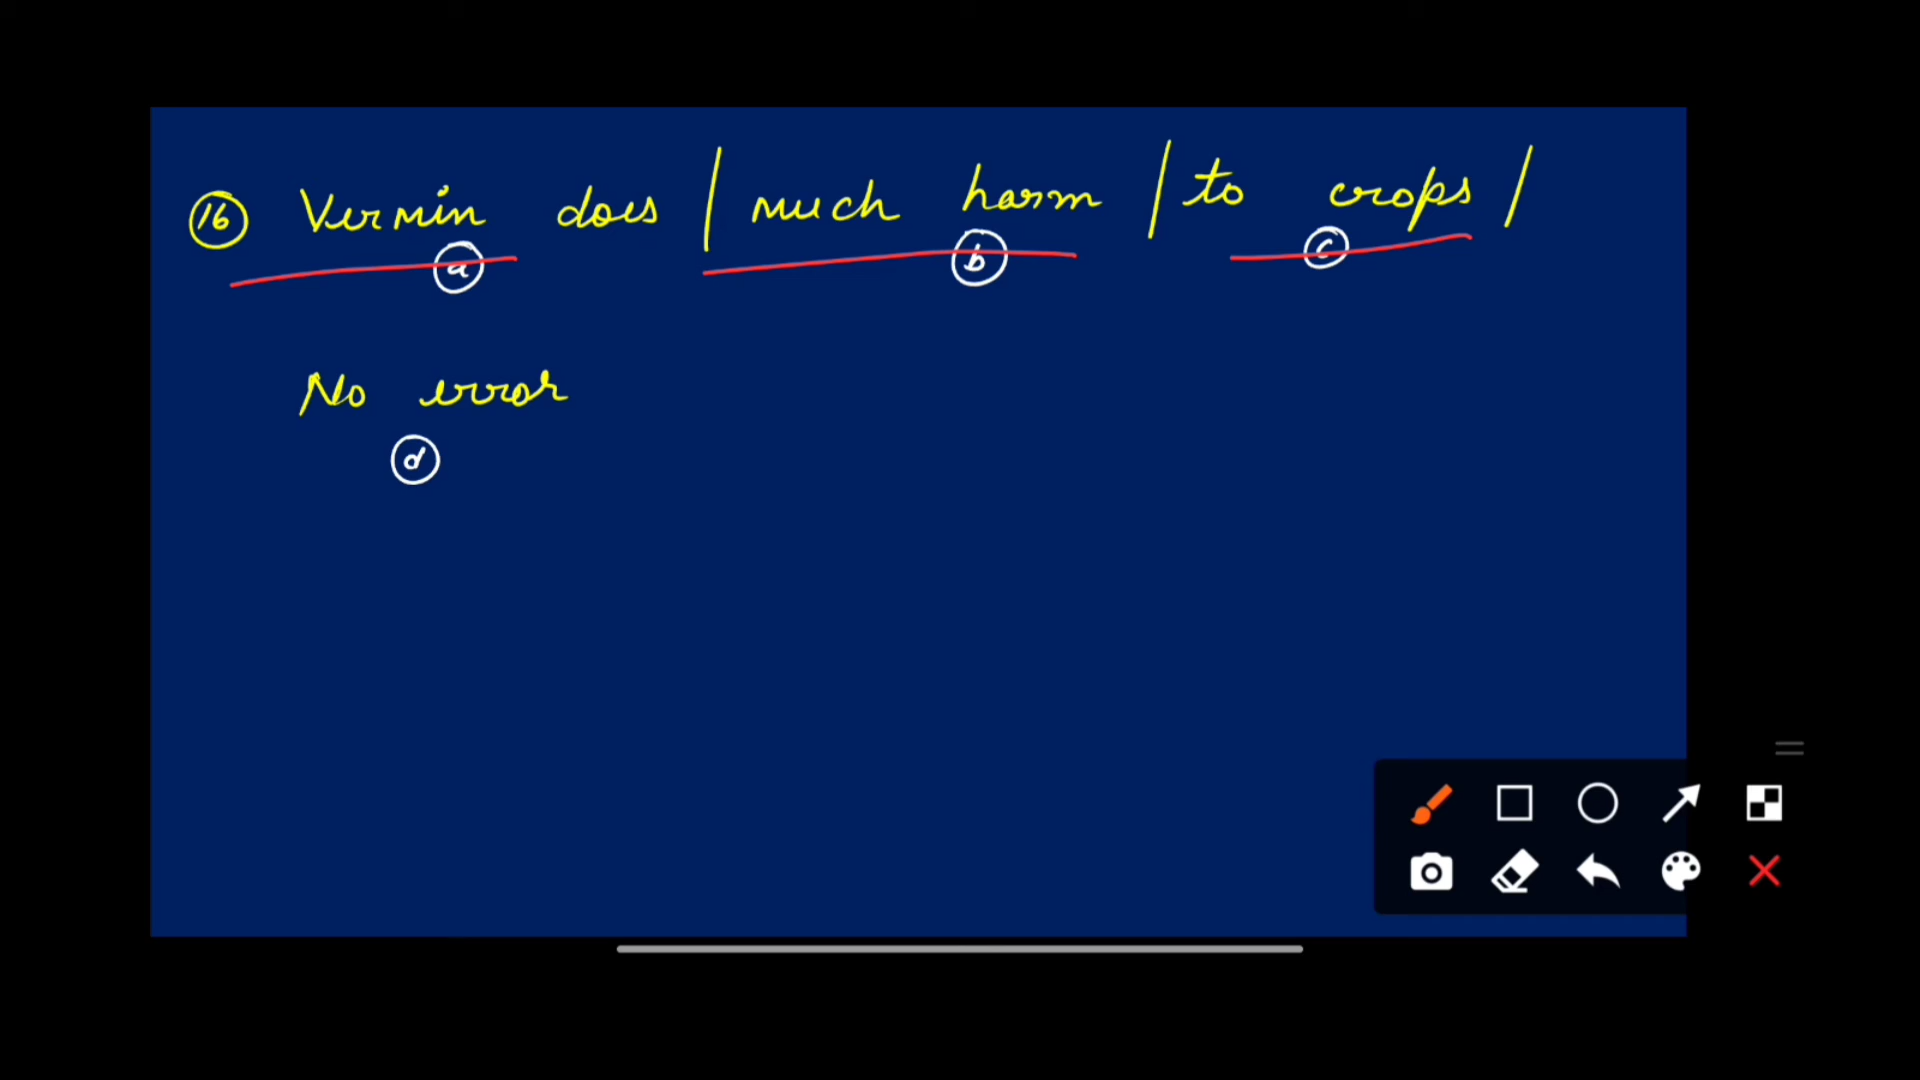 16 Vermin does / much harm / to crops /
a b c
No error
d